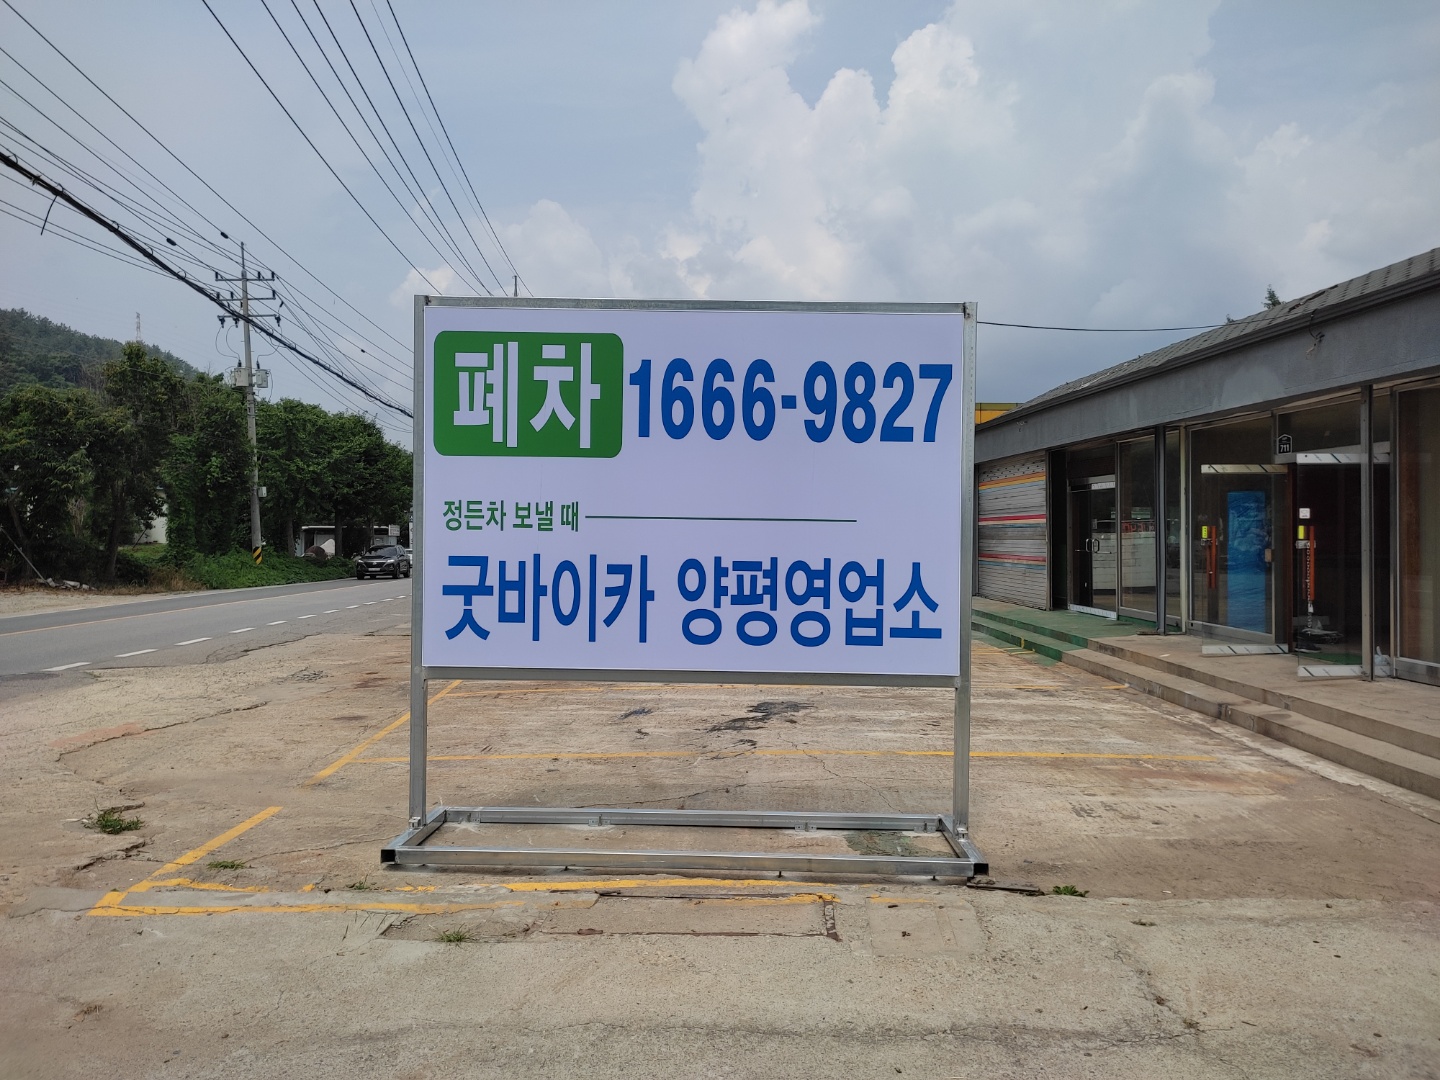 폐차 1666-9827
정든차 보낼 때
굿바이카 양평영업소
711